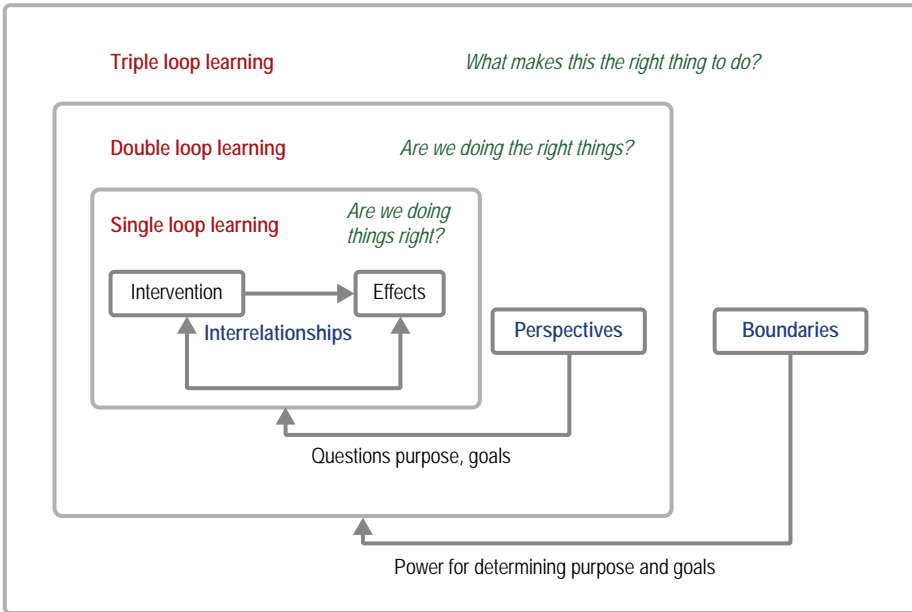 Triple loop learning
What makes this the right thing to do?
Double loop learning
Are we doing the right things?
Single loop learning
Are we doing
things right?
Intervention
Effects
Interrelationships
Perspectives
Boundaries
Questions purpose, goals
Power for determining purpose and goals